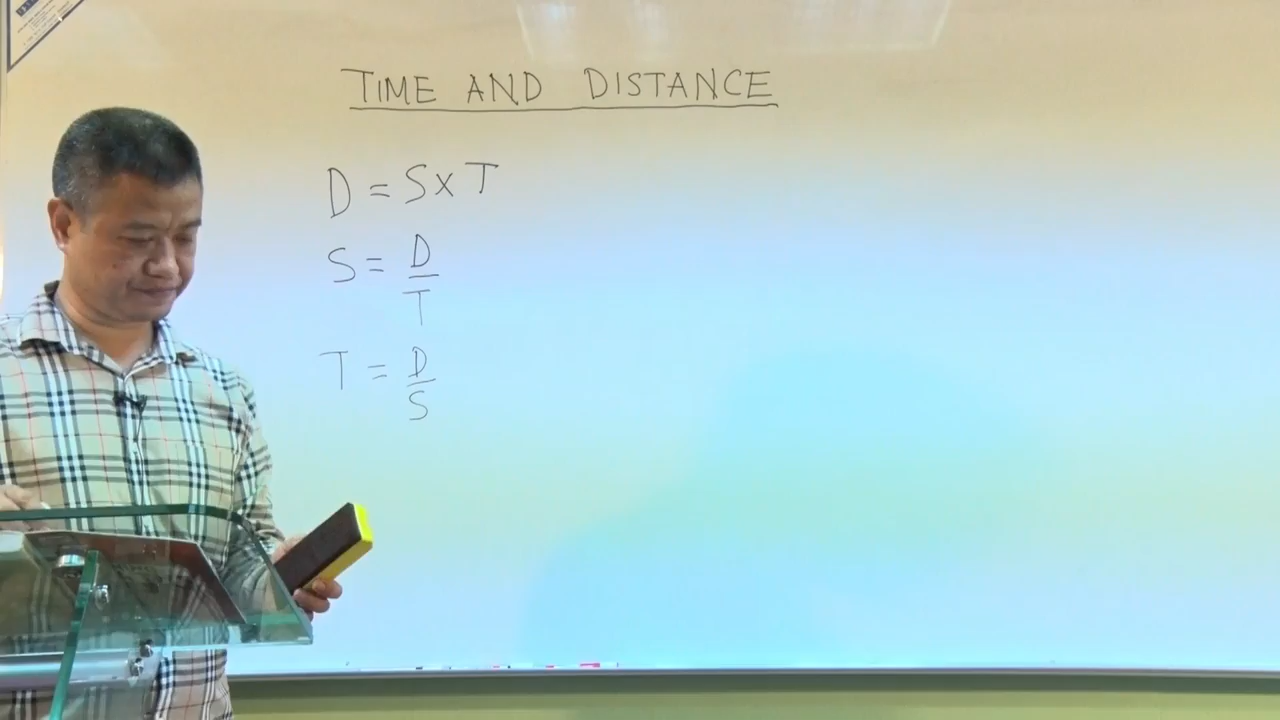 TIME AND DISTANCE
D = S x T
S = D/T
T = D/S